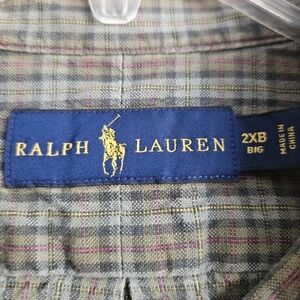 RALPH LAUREN
2XB
BIG
MADE IN
CHINA